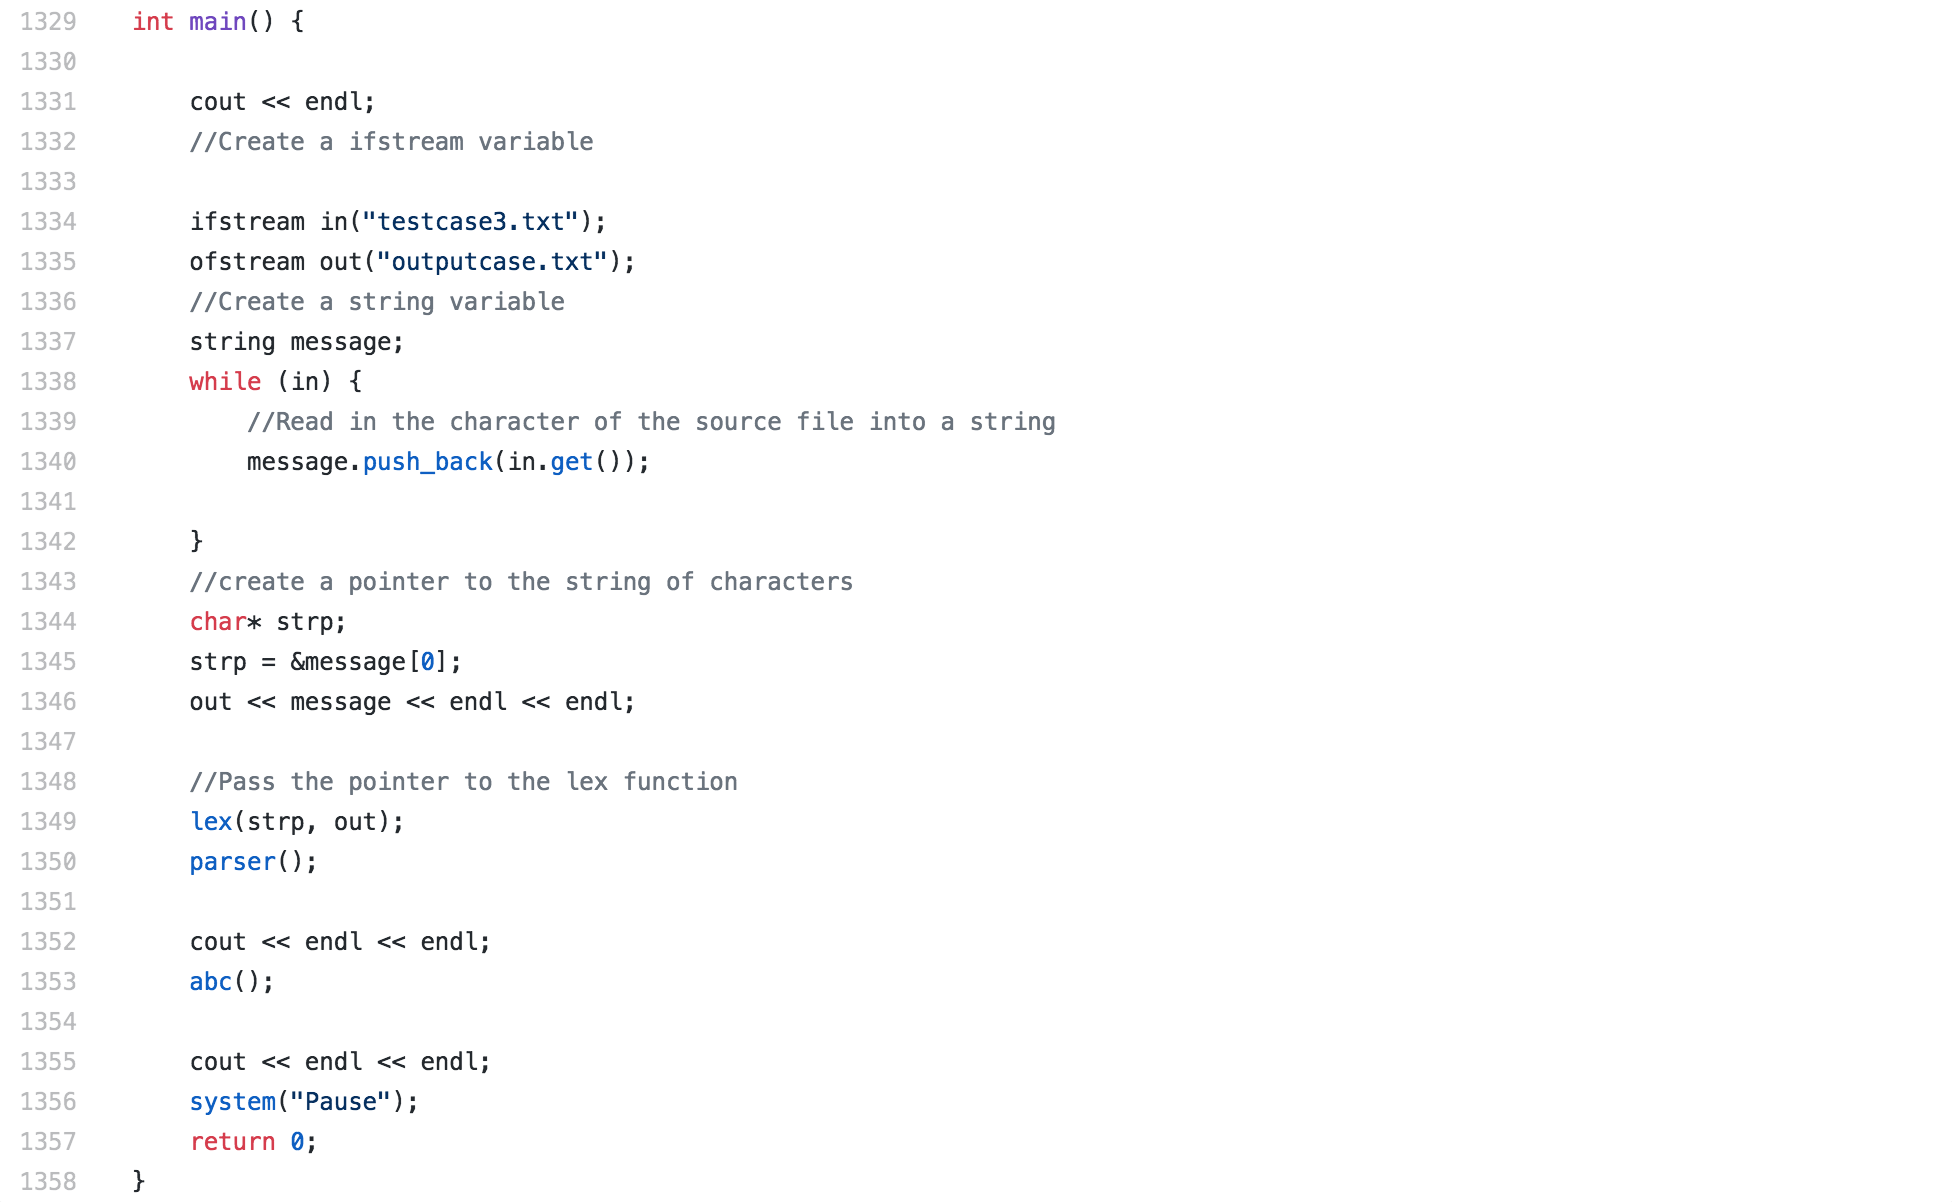 1329 int main() {
1330
1331 cout << endl;
1332 //Create a ifstream variable
1333
1334 ifstream in("testcase3.txt");
1335 ofstream out("outputcase.txt");
1336 //Create a string variable
1337 string message;
1338 while (in) {
1339 //Read in the character of the source file into a string
1340 message.push_back(in.get());
1341
1342 }
1343 //create a pointer to the string of characters
1344 char* strp;
1345 strp = &message[0];
1346 out << message << endl << endl;
1347
1348 //Pass the pointer to the lex function
1349 lex(strp, out);
1350 parser();
1351
1352 cout << endl << endl;
1353 abc();
1354
1355 cout << endl << endl;
1356 system("Pause");
1357 return 0;
1358 }